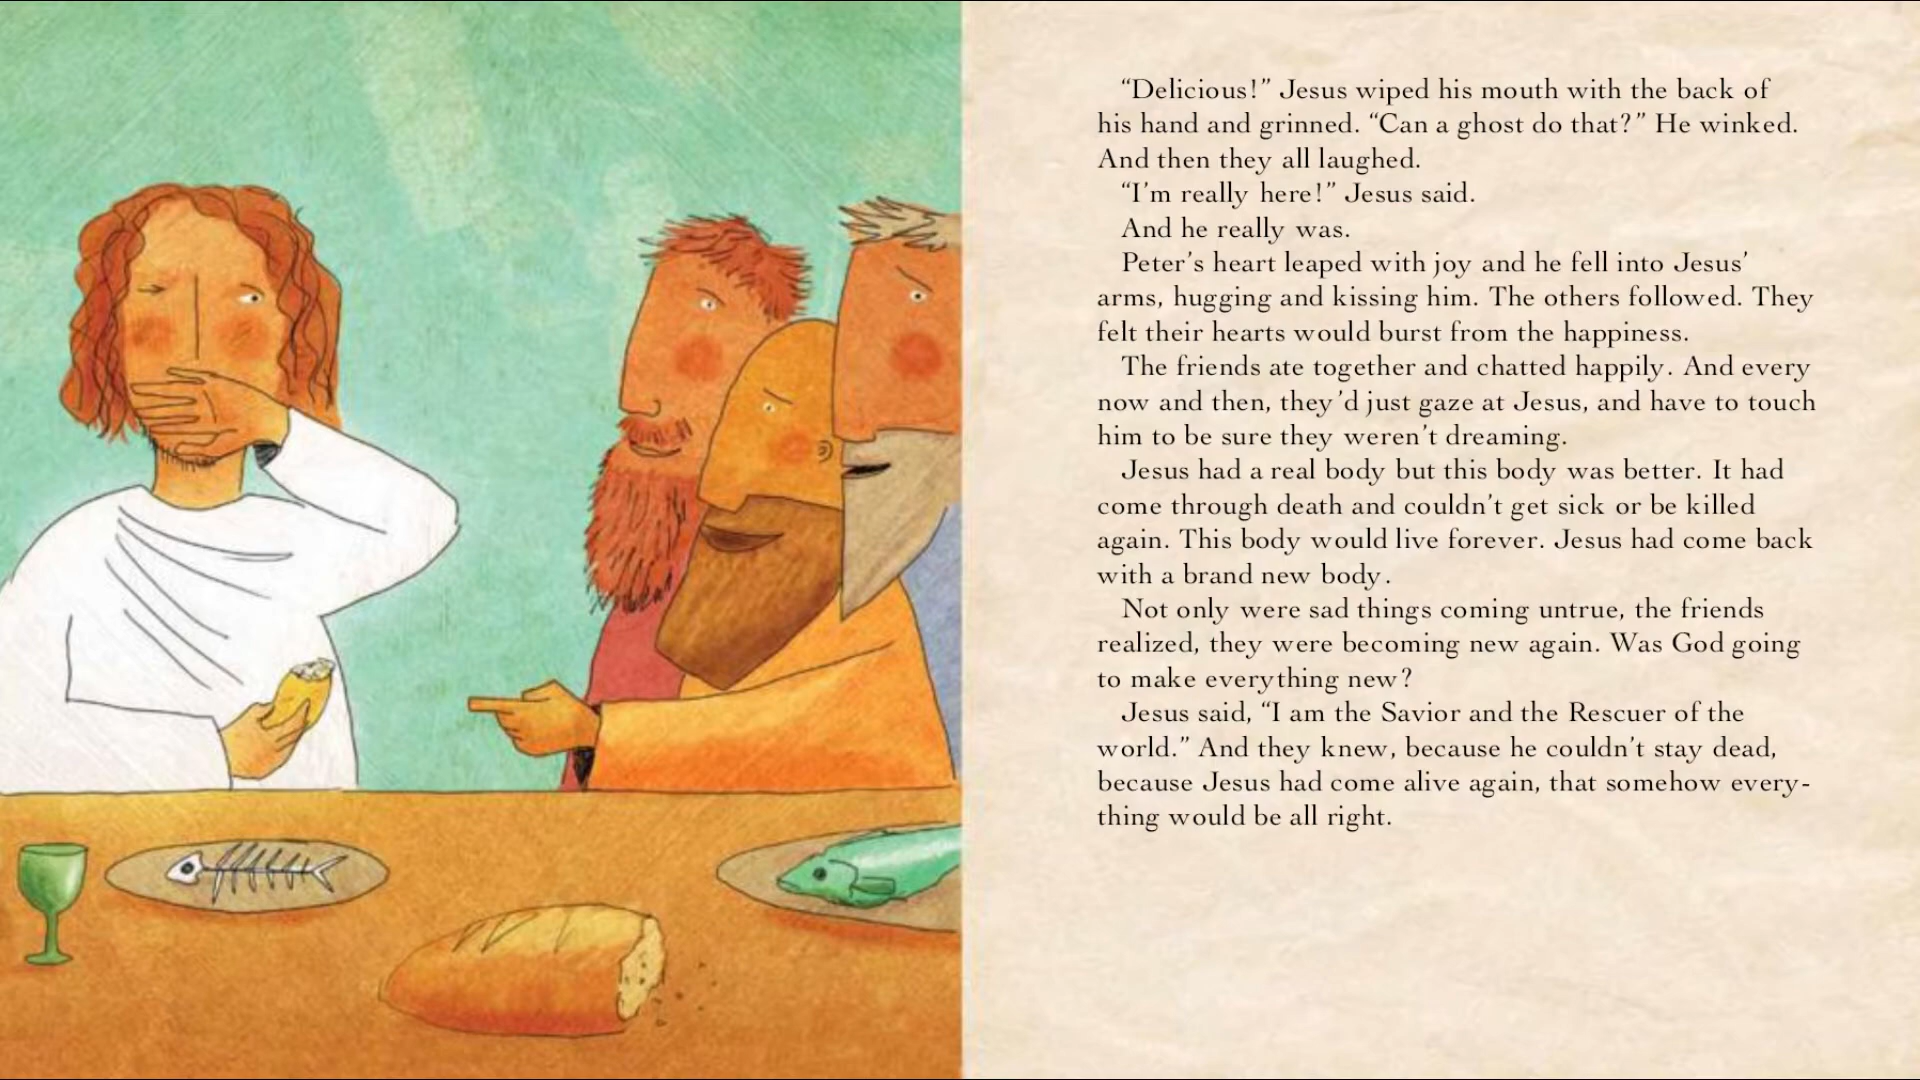 “Delicious!” Jesus wiped his mouth with the back of
his hand and grinned. “Can a ghost do that?” He winked.
And then they all laughed.
“I’m really here!” Jesus said.
And he really was.
Peter’s heart leaped with joy and he fell into Jesus’
arms, hugging and kissing him. The others followed. They
felt their hearts would burst from the happiness.
The friends ate together and chatted happily. And every
now and then, they’d just gaze at Jesus, and have to touch
him to be sure they weren’t dreaming.
Jesus had a real body but this body was better. It had
come through death and couldn’t get sick or be killed
again. This body would live forever. Jesus had come back
with a brand new body.
Not only were sad things coming untrue, the friends
realized, they were becoming new again. Was God going
to make everything new?
Jesus said, “I am the Savior and the Rescuer of the
world.” And they knew, because he couldn’t stay dead,
because Jesus had come alive again, that somehow every-
thing would be all right.